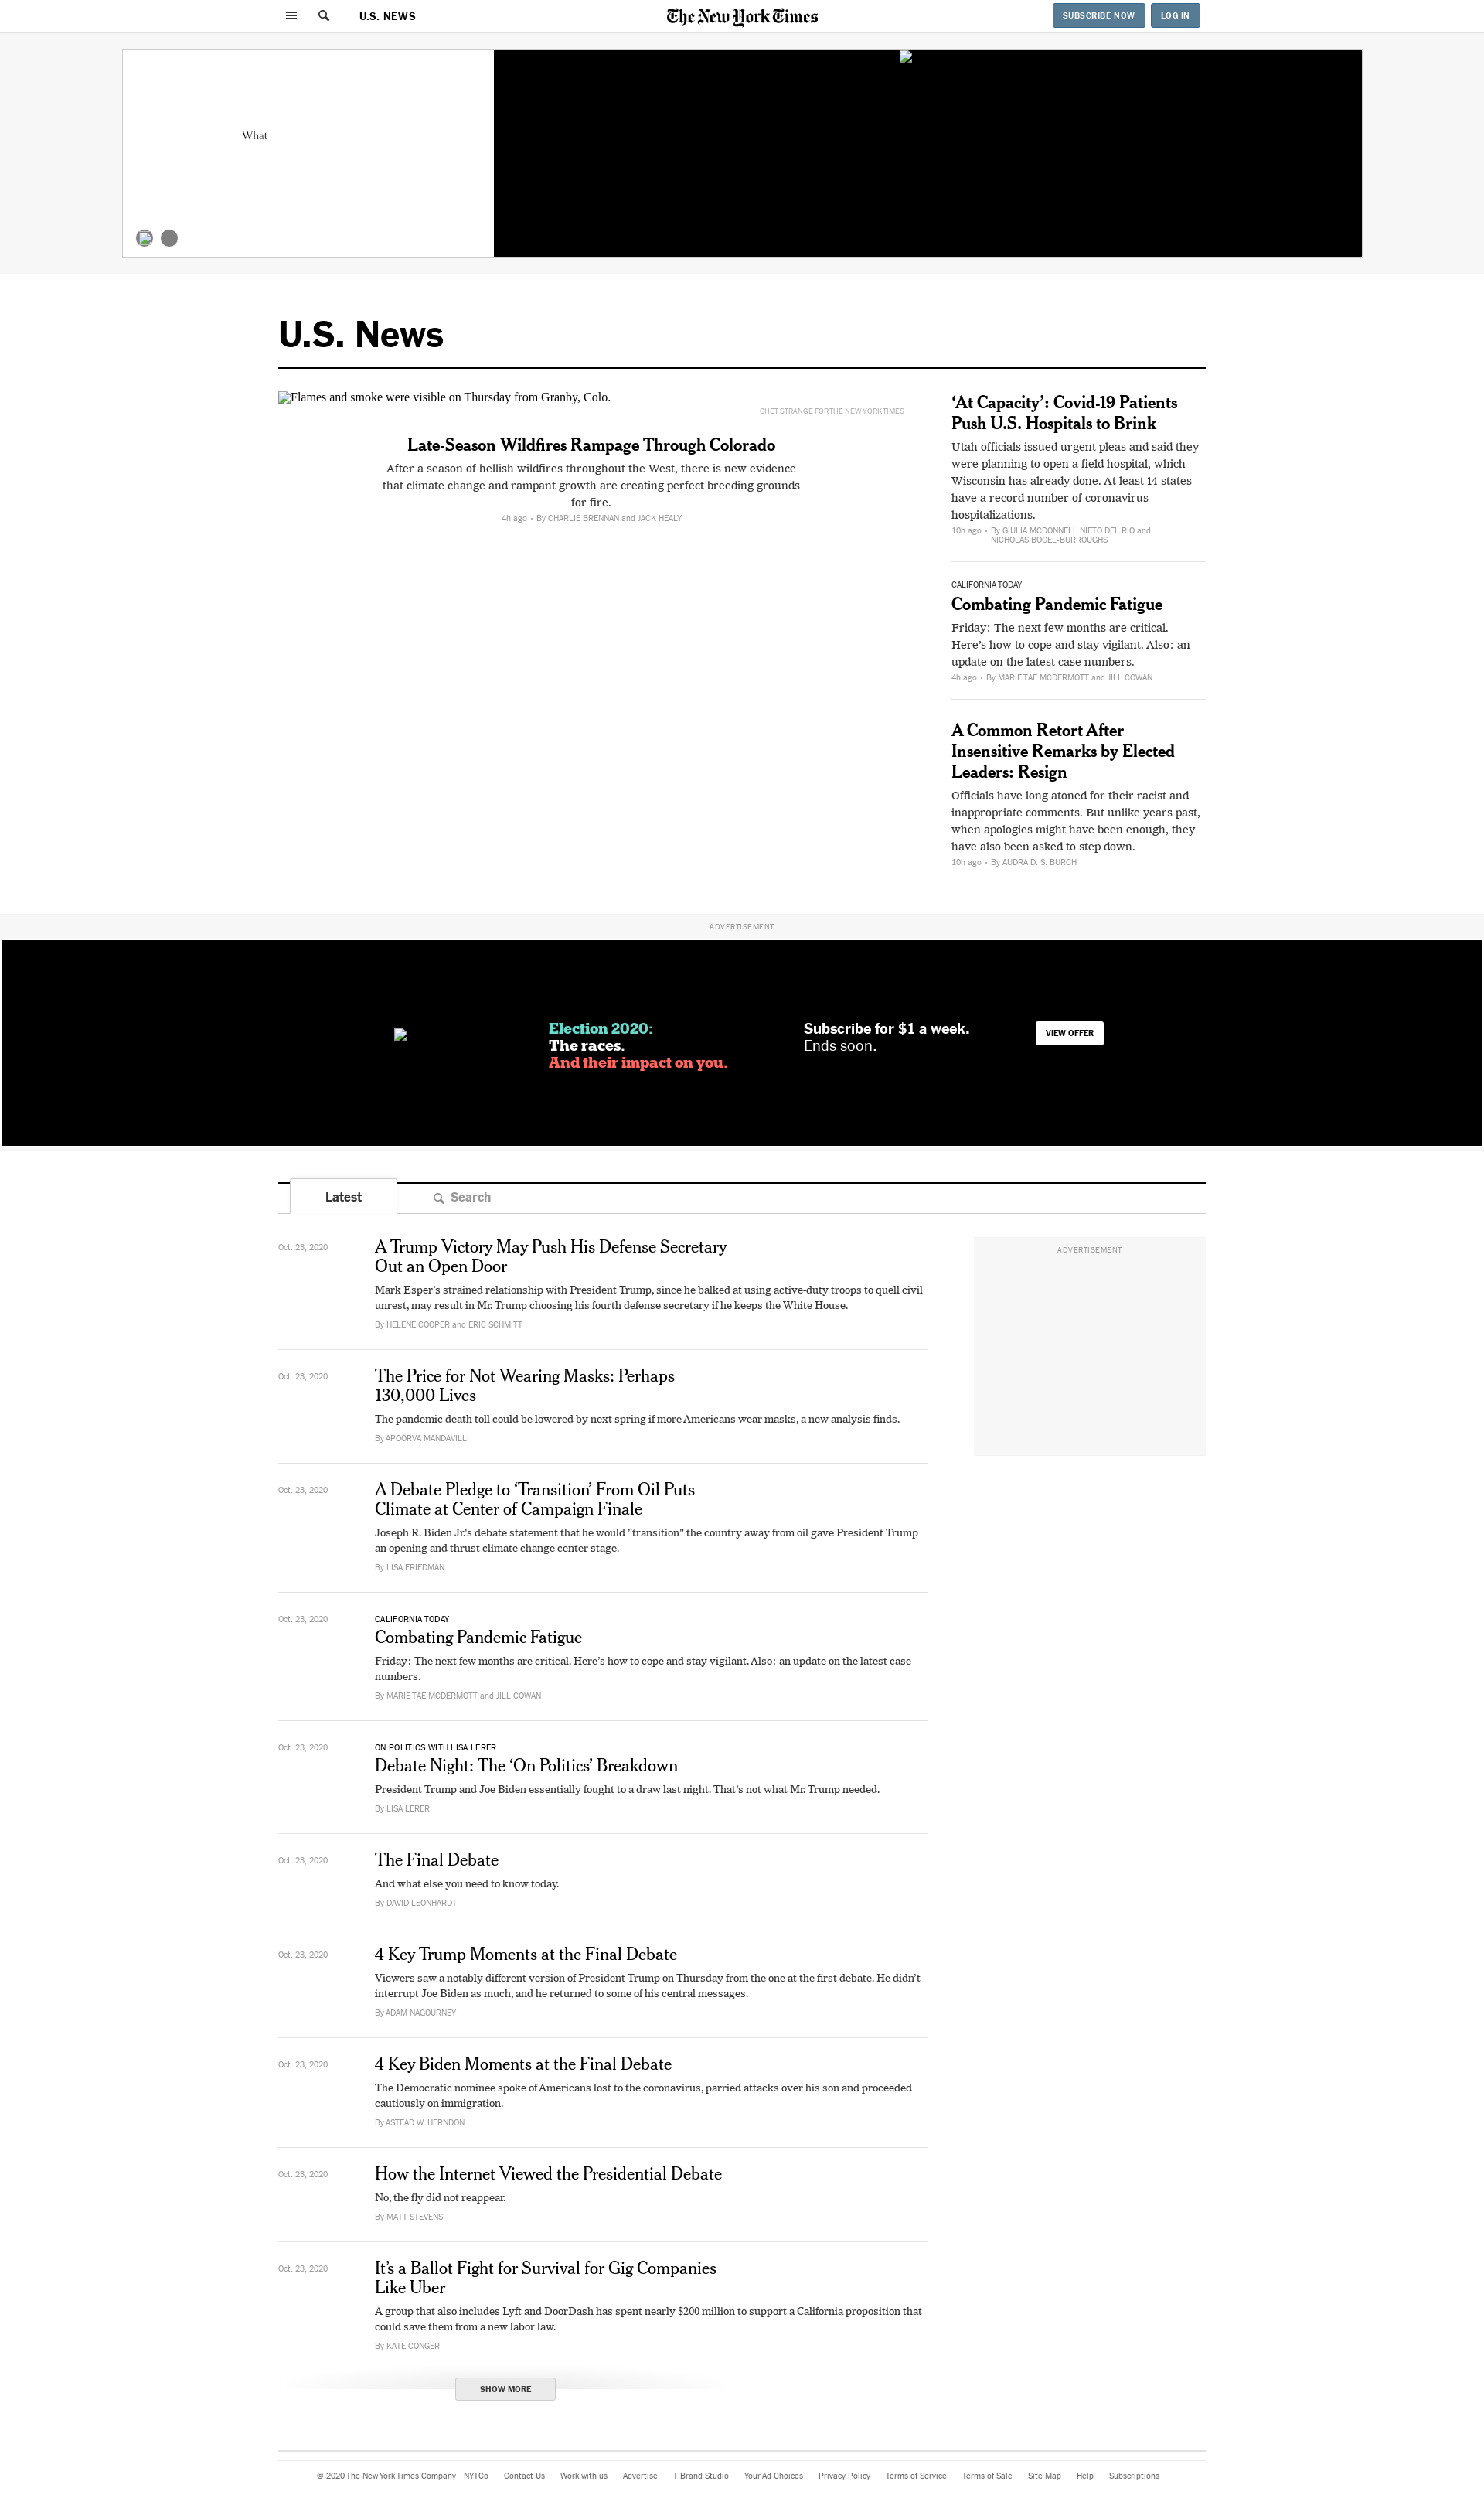 U.S. NEWS
The New York Times
SUBSCRIBE NOW
LOG IN
What
U.S. News
Flames and smoke were visible on Thursday from Granby, Colo.
CHET STRANGE FOR THE NEW YORK TIMES
Late-Season Wildfires Rampage Through Colorado
After a season of hellish wildfires throughout the West, there is new evidence
that climate change and rampant growth are creating perfect breeding grounds
for fire.
4h ago • By CHARLIE BRENNAN and JACK HEALY
‘At Capacity’: Covid-19 Patients
Push U.S. Hospitals to Brink
Utah officials issued urgent pleas and said they
were planning to open a field hospital, which
Wisconsin has already done. At least 14 states
have a record number of coronavirus
hospitalizations.
10h ago • By GIULIA MCDONNELL NIETO DEL RIO and
NICHOLAS BOGEL-BURROUGHS
CALIFORNIA TODAY
Combating Pandemic Fatigue
Friday: The next few months are critical.
Here’s how to cope and stay vigilant. Also: an
update on the latest case numbers.
4h ago • By MARIE TAE MCDERMOTT and JILL COWAN
A Common Retort After
Insensitive Remarks by Elected
Leaders: Resign
Officials have long atoned for their racist and
inappropriate comments. But unlike years past,
when apologies might have been enough, they
have also been asked to step down.
10h ago • By AUDRA D. S. BURCH
ADVERTISEMENT
Election 2020:
The races.
And their impact on you.
Subscribe for $1 a week.
Ends soon.
VIEW OFFER
Latest
Search
Oct. 23, 2020
A Trump Victory May Push His Defense Secretary
Out an Open Door
Mark Esper’s strained relationship with President Trump, since he balked at using active-duty troops to quell civil
unrest, may result in Mr. Trump choosing his fourth defense secretary if he keeps the White House.
By HELENE COOPER and ERIC SCHMITT
ADVERTISEMENT
Oct. 23, 2020
The Price for Not Wearing Masks: Perhaps
130,000 Lives
The pandemic death toll could be lowered by next spring if more Americans wear masks, a new analysis finds.
By APOORVA MANDAVILLI
Oct. 23, 2020
A Debate Pledge to ‘Transition’ From Oil Puts
Climate at Center of Campaign Finale
Joseph R. Biden Jr.'s debate statement that he would "transition" the country away from oil gave President Trump
an opening and thrust climate change center stage.
By LISA FRIEDMAN
Oct. 23, 2020
CALIFORNIA TODAY
Combating Pandemic Fatigue
Friday: The next few months are critical. Here’s how to cope and stay vigilant. Also: an update on the latest case
numbers.
By MARIE TAE MCDERMOTT and JILL COWAN
Oct. 23, 2020
ON POLITICS WITH LISA LERER
Debate Night: The ‘On Politics’ Breakdown
President Trump and Joe Biden essentially fought to a draw last night. That’s not what Mr. Trump needed.
By LISA LERER
Oct. 23, 2020
The Final Debate
And what else you need to know today.
By DAVID LEONHARDT
Oct. 23, 2020
4 Key Trump Moments at the Final Debate
Viewers saw a notably different version of President Trump on Thursday from the one at the first debate. He didn’t
interrupt Joe Biden as much, and he returned to some of his central messages.
By ADAM NAGOURNEY
Oct. 23, 2020
4 Key Biden Moments at the Final Debate
The Democratic nominee spoke of Americans lost to the coronavirus, parried attacks over his son and proceeded
cautiously on immigration.
By ASTEAD W. HERNDON
Oct. 23, 2020
How the Internet Viewed the Presidential Debate
No, the fly did not reappear.
By MATT STEVENS
Oct. 23, 2020
It’s a Ballot Fight for Survival for Gig Companies
Like Uber
A group that also includes Lyft and DoorDash has spent nearly $200 million to support a California proposition that
could save them from a new labor law.
By KATE CONGER
SHOW MORE
© 2020 The New York Times Company NYTCo Contact Us Work with us Advertise T Brand Studio Your Ad Choices Privacy Policy Terms of Service Terms of Sale Site Map Help Subscriptions